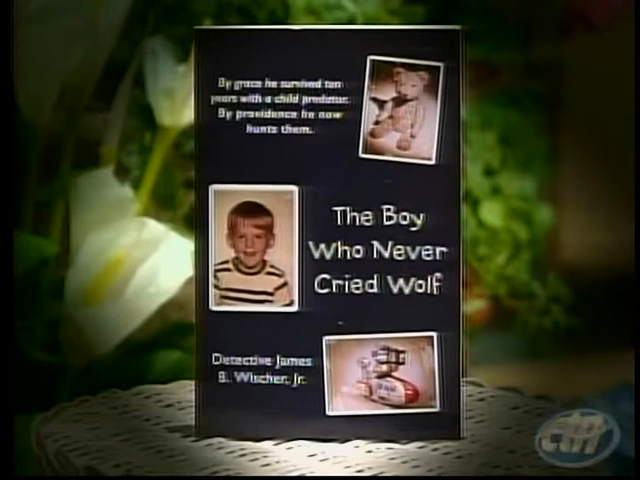 By grace he survived ten
years with a child predator.
By providence he now
hunts them.
The Boy
Who Never
Cried Wolf
Detective James
B. Wischer, Jr.
ctn